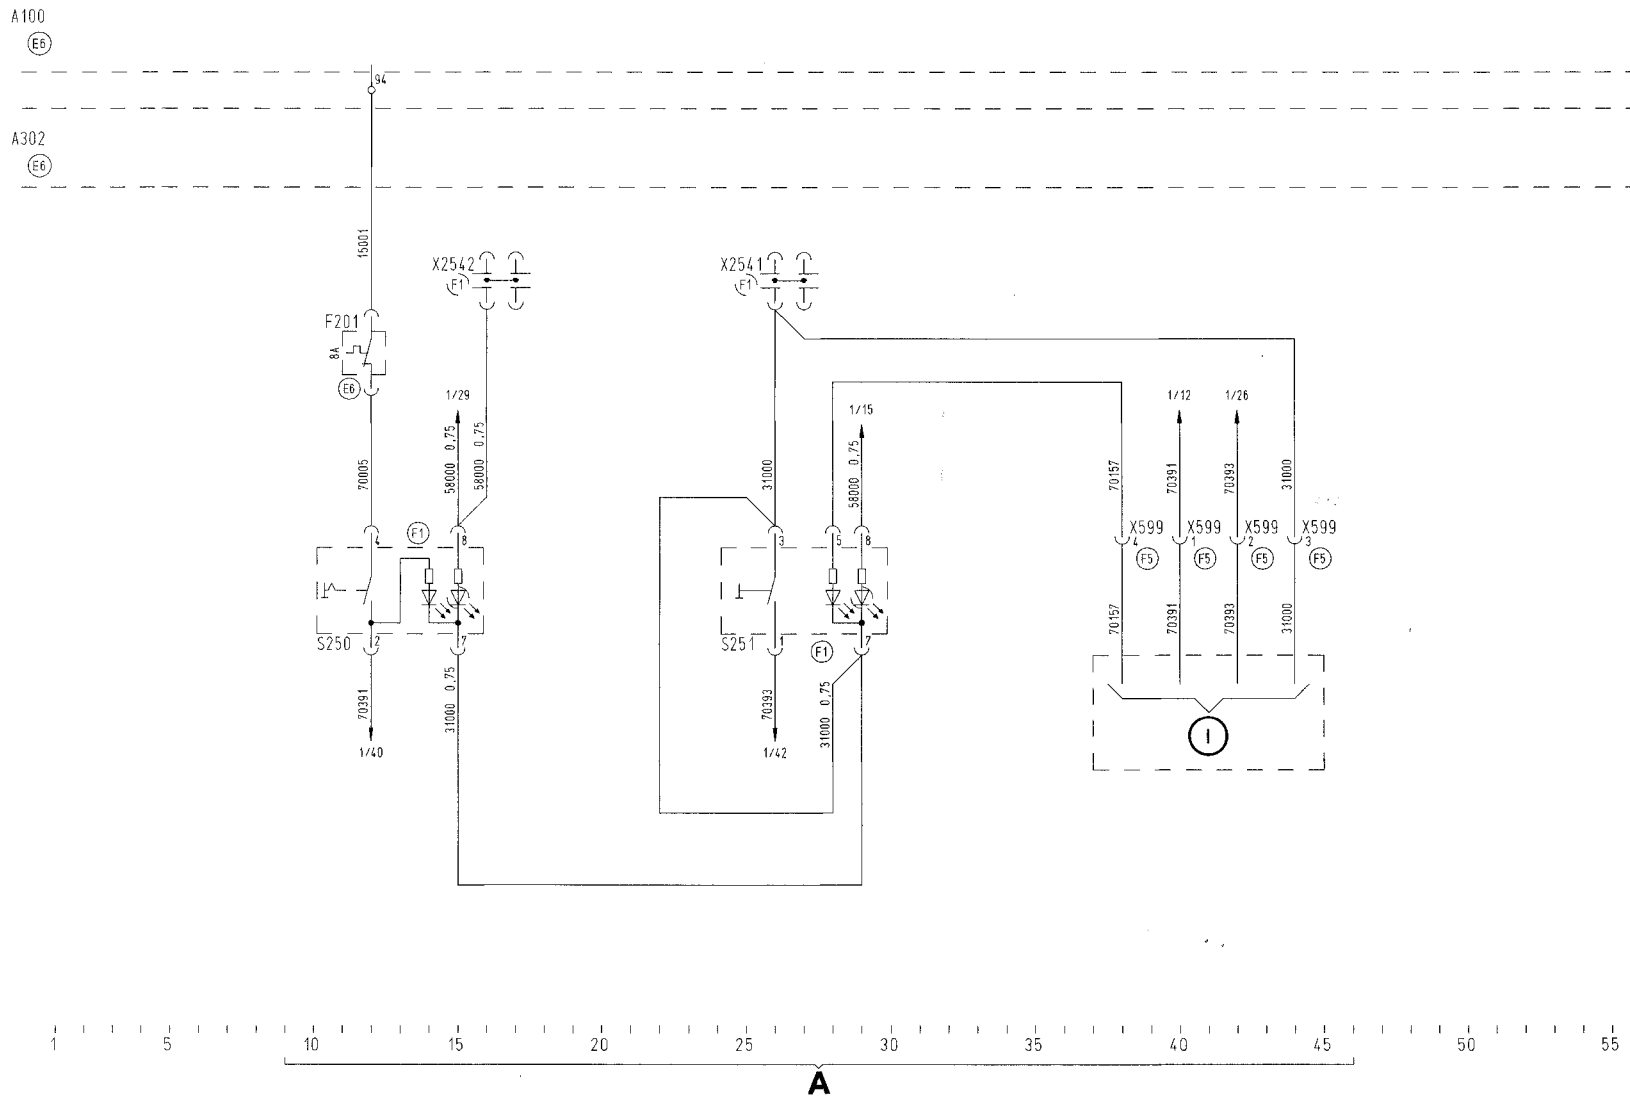 A100
E6
94
A302
E6
15001
X2542
F1
X2541
F1
F201
8A
E6
1/29
1/15
1/12
1/26
70005
58000 0,75
58000 0,75
31000
58000 0,75
70157
70391
70393
31000
4
F1
8
3
5
8
X599
4
F5
X599
1
F5
X599
2
F5
X599
3
F5
S250
2
7
S251
1
F1
7
70157
70391
70393
31000
70391
31000 0,75
70393
31000 0,75
1/40
1/42
I
1 5 10 15 20 25 30 35 40 45 50 55
A